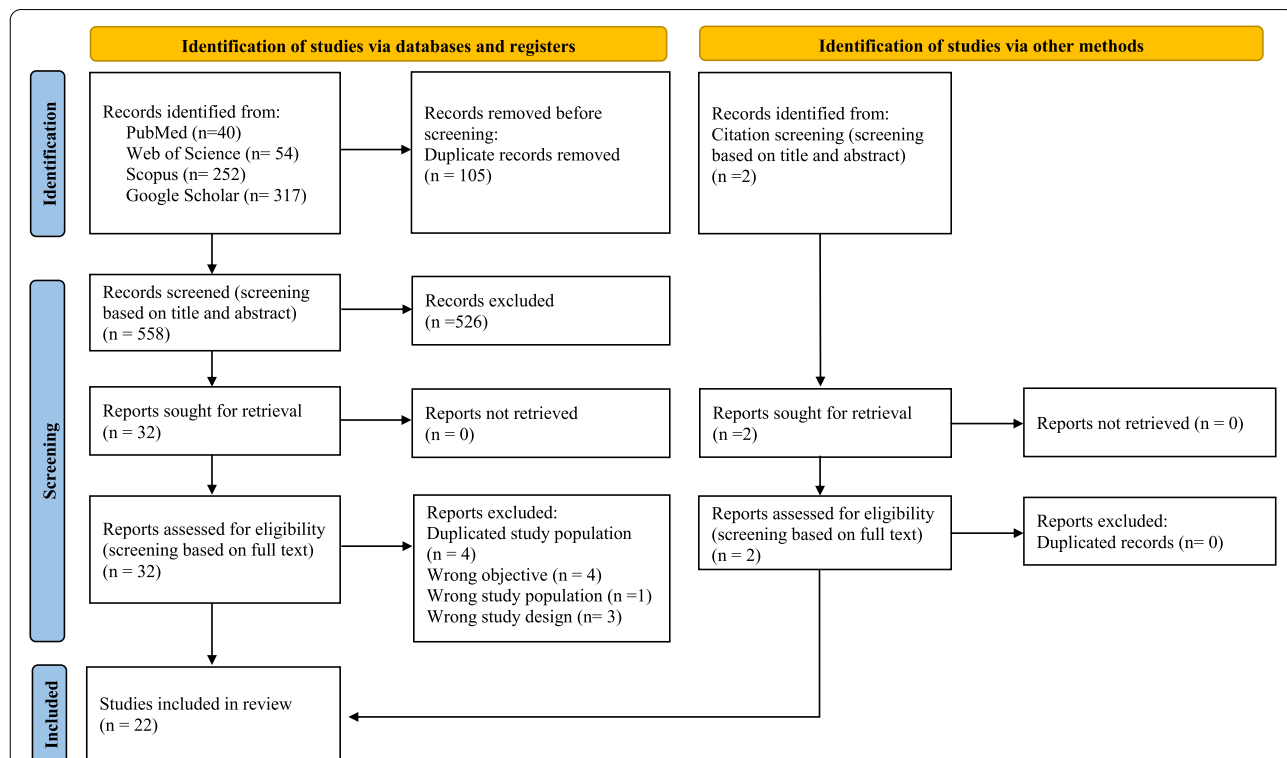 Identification of studies via databases and registers
Identification of studies via other methods
Identification
Records identified from:
PubMed (n=40)
Web of Science (n= 54)
Scopus (n= 252)
Google Scholar (n= 317)
Records removed before
screening:
Duplicate records removed
(n = 105)
Records identified from:
Citation screening (screening
based on title and abstract)
(n =2)
Screening
Records screened (screening
based on title and abstract)
(n = 558)
Records excluded
(n =526)
Reports sought for retrieval
(n = 32)
Reports not retrieved
(n = 0)
Reports sought for retrieval
(n =2)
Reports not retrieved (n = 0)
Reports assessed for eligibility
(screening based on full text)
(n = 32)
Reports excluded:
Duplicated study population
(n = 4)
Wrong objective (n = 4)
Wrong study population (n =1)
Wrong study design (n= 3)
Reports assessed for eligibility
(screening based on full text)
(n = 2)
Reports excluded:
Duplicated records (n= 0)
Included
Studies included in review
(n = 22)